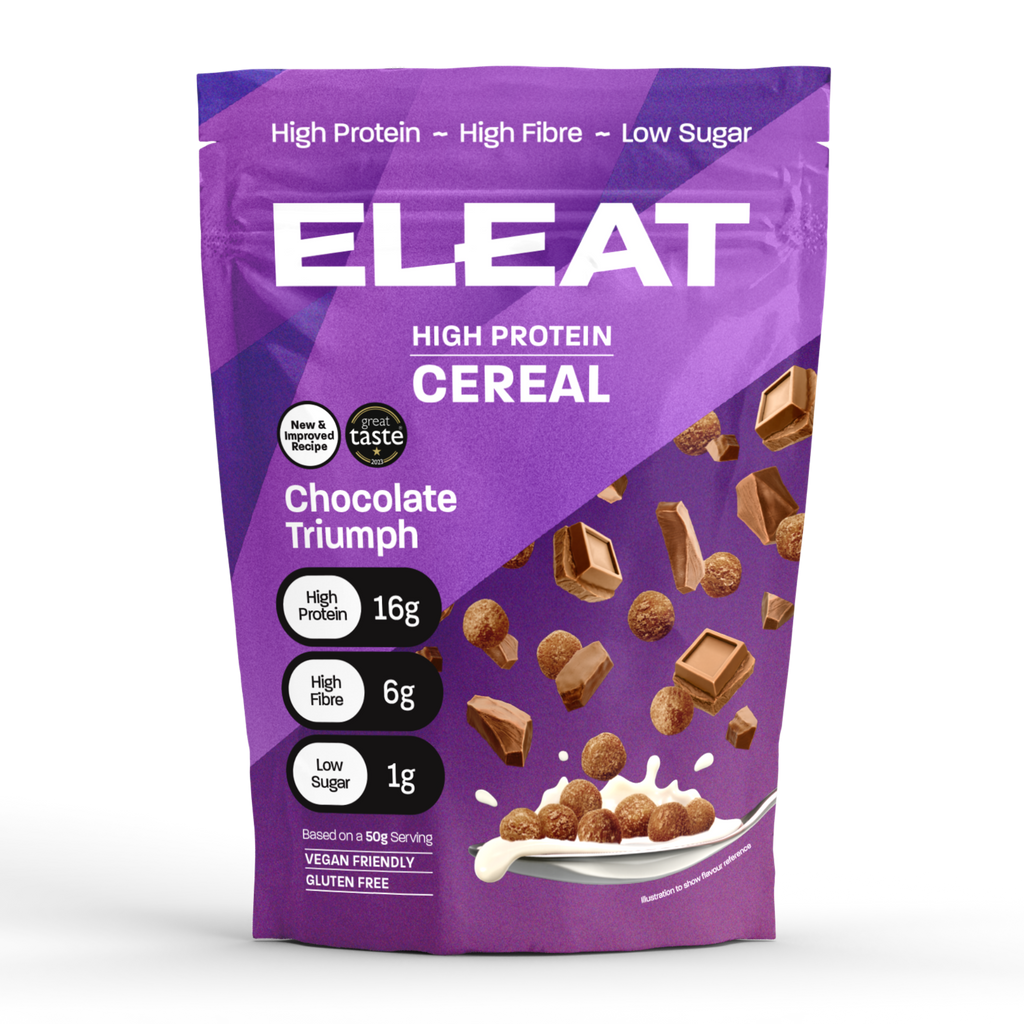 High Protein ~ High Fibre ~ Low Sugar
ELEAT
HIGH PROTEIN
CEREAL
New &
Improved
Recipe
great
taste
2023
Chocolate
Triumph
High
Protein
16g
High
Fibre
6g
Low
Sugar
1g
Based on a 50g Serving
VEGAN FRIENDLY
GLUTEN FREE
Illustration to show flavour reference